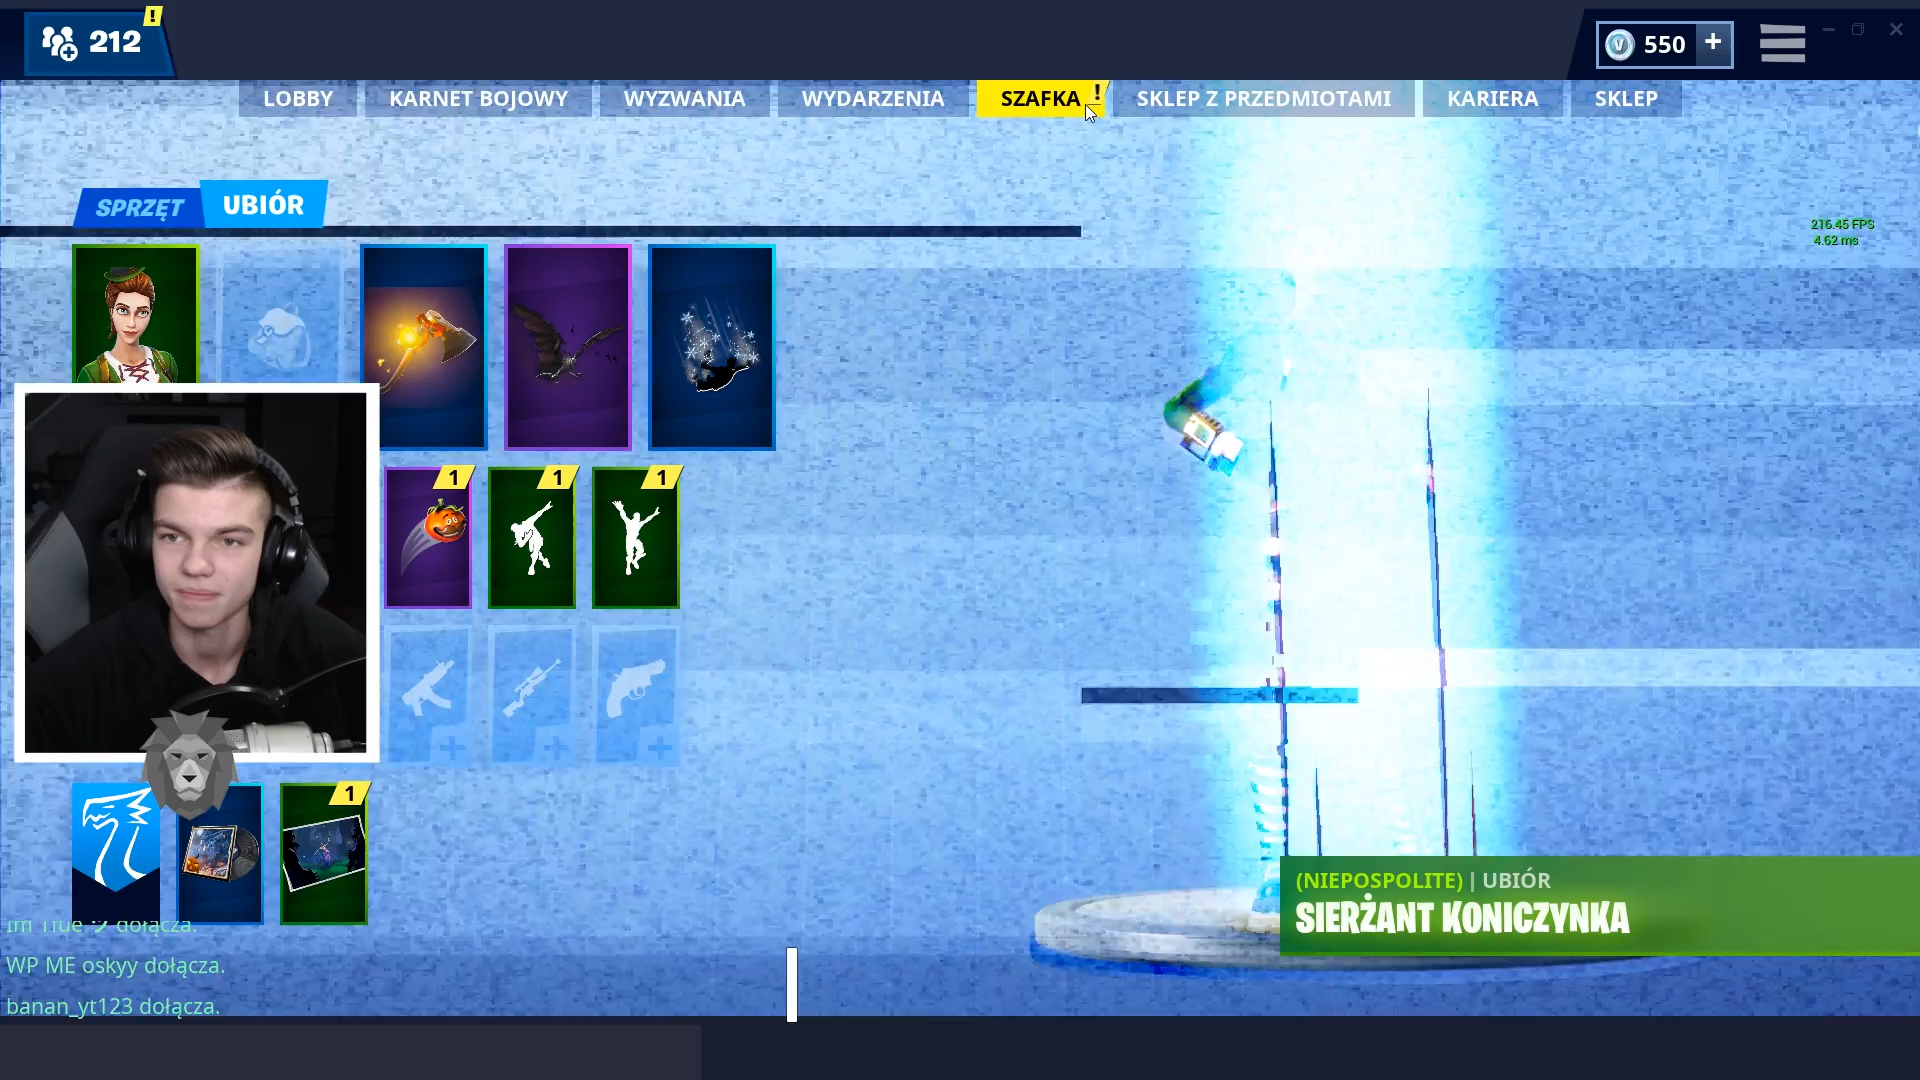 !
212
550 +
LOBBY KARNET BOJOWY WYZWANIA WYDARZENIA SZAFKA ! SKLEP Z PRZEDMIOTAMI KARIERA SKLEP
SPRZĘT UBIÓR
216.45 FPS
4.62 ms
1 1 1
1
(NIEPOSPOLITE) | UBIÓR
SIERŻANT KONICZYNKA
dołącza.
WP ME oskyy dołącza.
banan_yt123 dołącza.